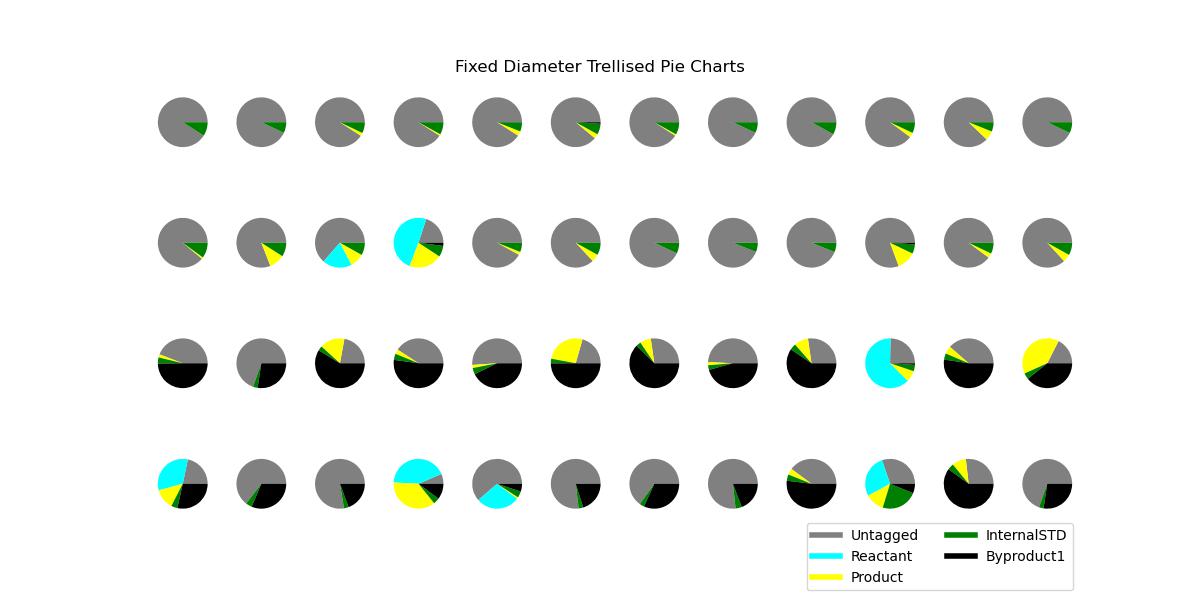 Fixed Diameter Trellised Pie Charts
Untagged
Reactant
Product
InternalSTD
Byproduct1